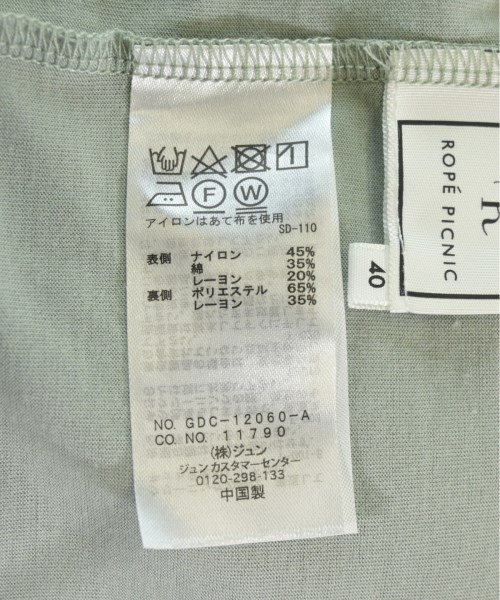 F W
アイロンはあて布を使用
SD-110
表側 ナイロン 45%
綿 35%
レーヨン 20%
裏側 ポリエステル 65%
レーヨン 35%
NO. GDC-12060-A
CO. NO. 11790
(株)ジュン
ジュン カスタマーセンター
0120-298-133
中国製
40
ROPÉ PICNIC